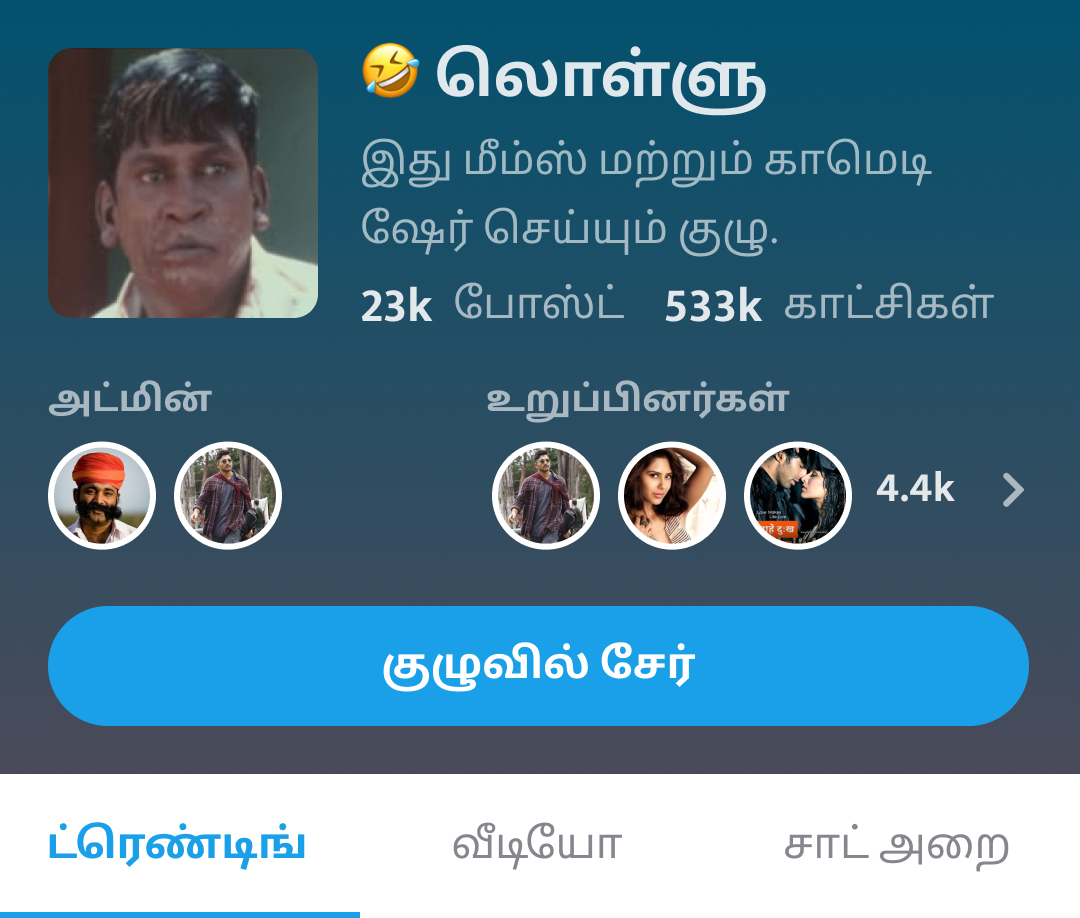 🤣 லொள்ளு
இது மீம்ஸ் மற்றும் காமெடி
ஷேர் செய்யும் குழு.
23k போஸ்ட் 533k காட்சிகள்
அட்மின் உறுப்பினர்கள்
4.4k
குழுவில் சேர்
ட்ரெண்டிங் வீடியோ சாட் அறை